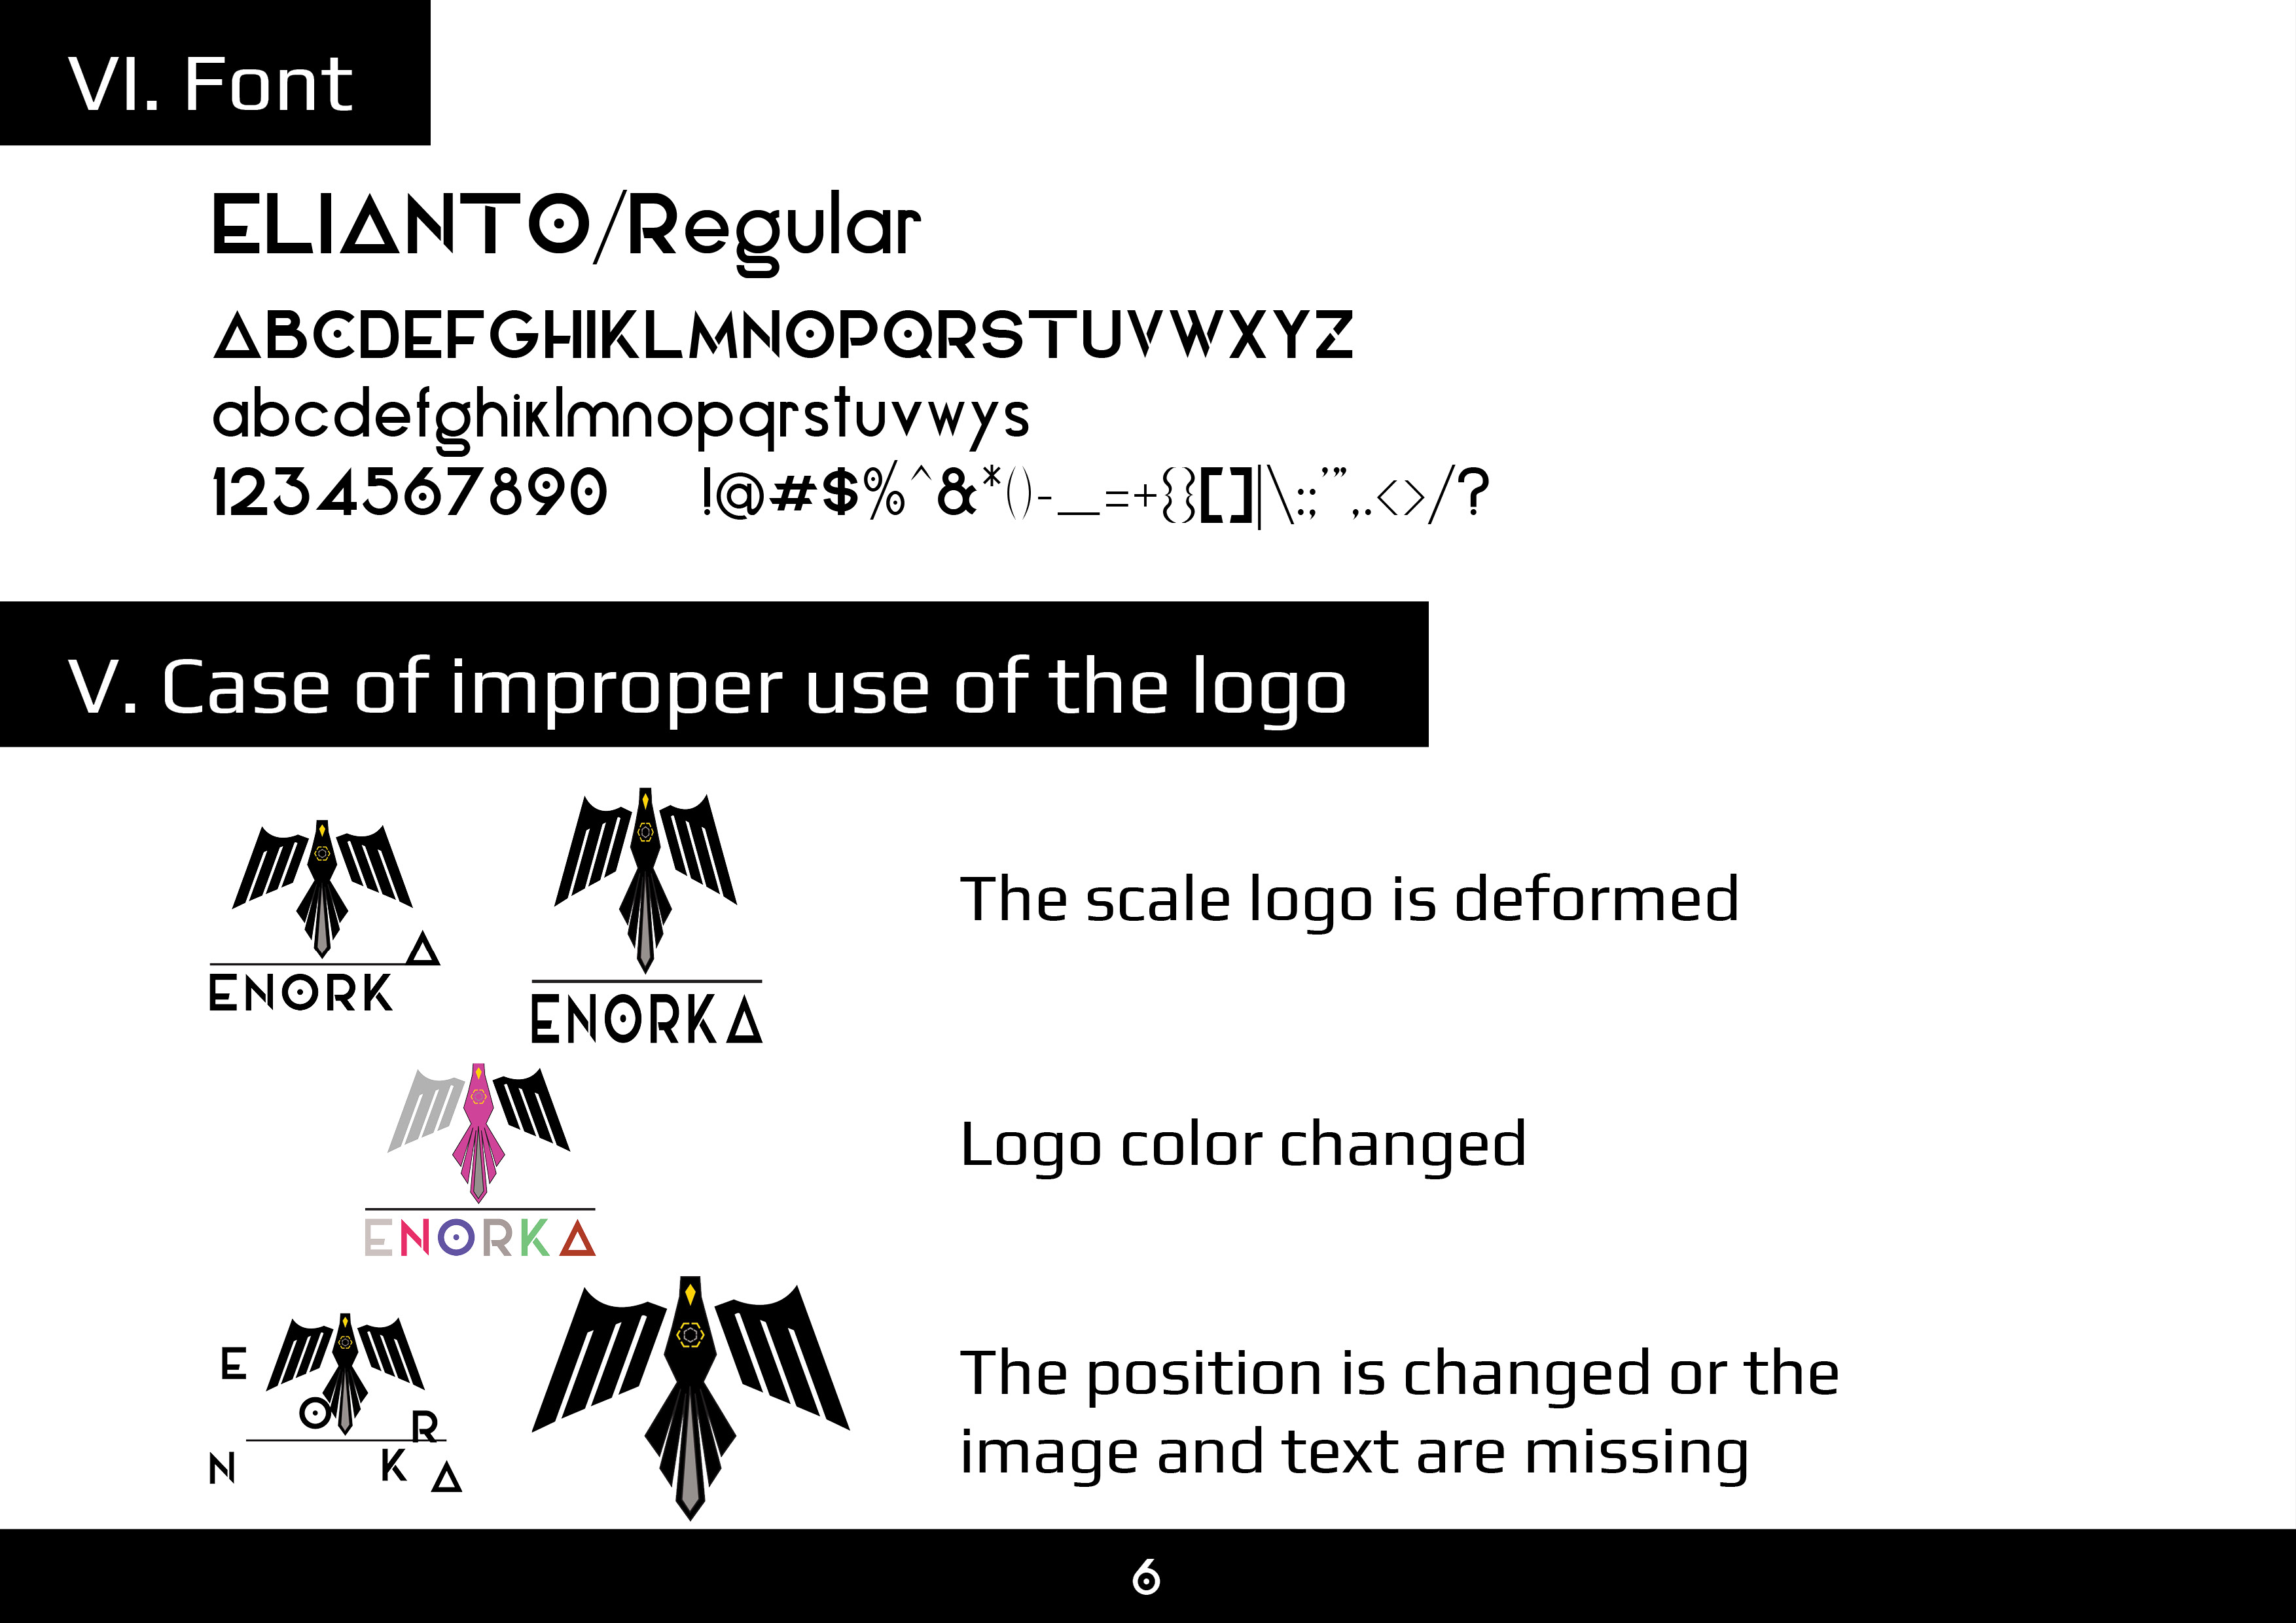 VI. Font
ELIANTO/Regular
ABCDEFGHIKLMNOPQRSTUVWXYZ
abcdefghiklmnopqrstuvwys
1234567890 !@#$%^&*()-_=+{}[]|\:;'",.<>/?
V. Case of improper use of the logo
ENORKA
ENORKA
The scale logo is deformed
ENORKA
Logo color changed
E
N
O
R
K
A
The position is changed or the
image and text are missing
6